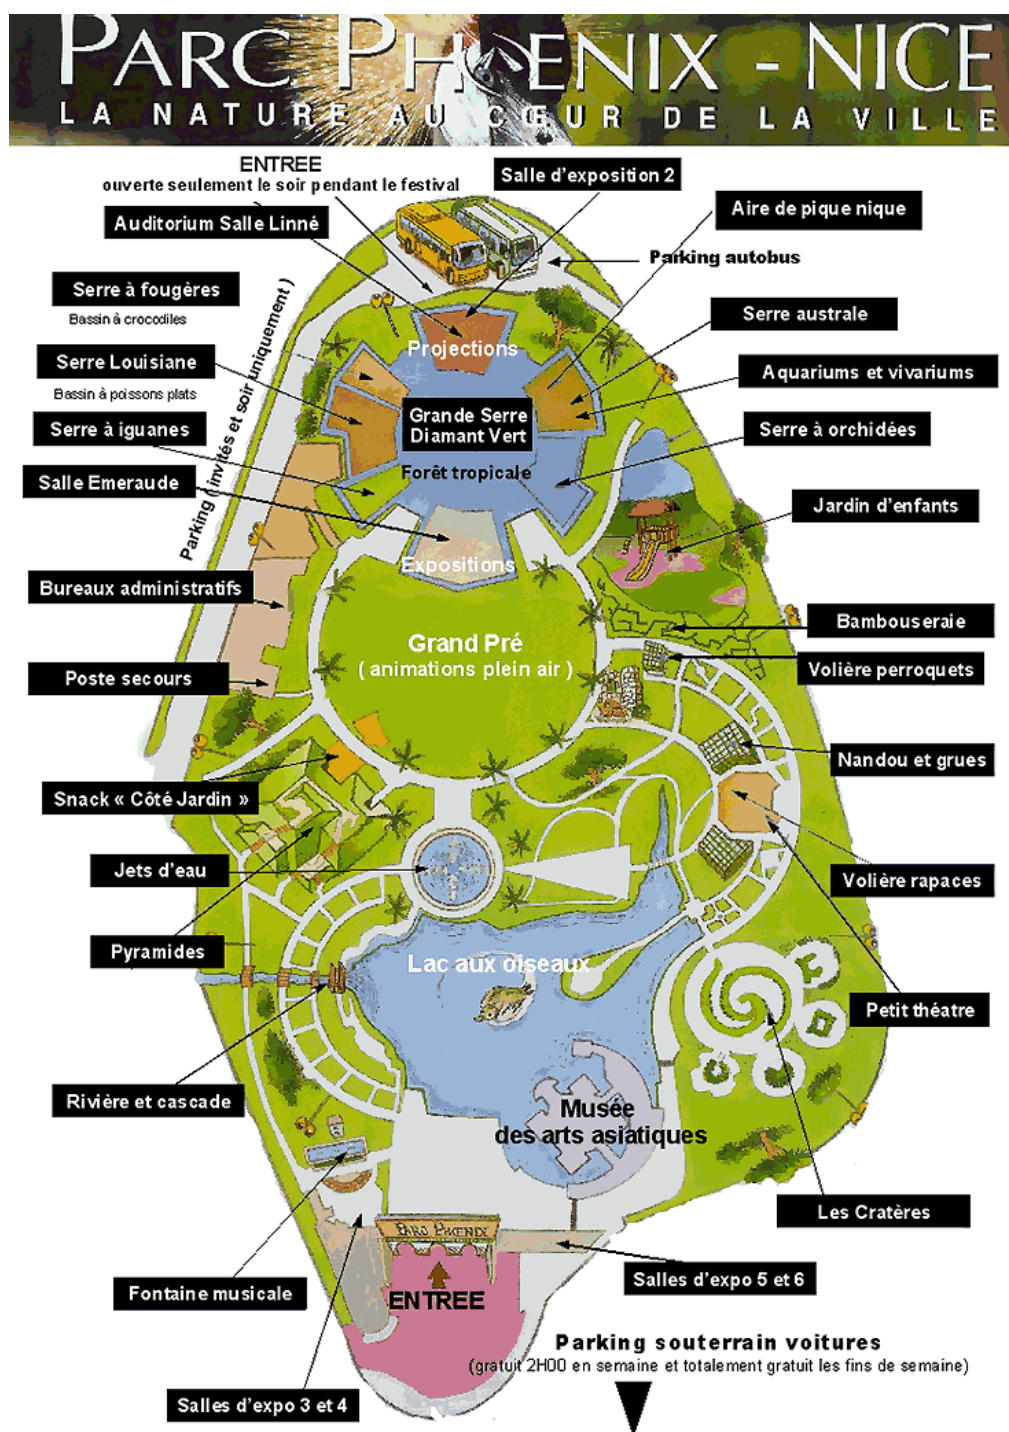 PARC PHŒNIX - NICE
LA NATURE AU CŒUR DE LA VILLE
ENTREE
ouverte seulement le soir pendant le festival
Salle d'exposition 2
Auditorium Salle Linné
Aire de pique nique
Parking autobus
Serre à fougères
Bassin à crocodiles
Serre australe
Projections
Serre Louisiane
Bassin à poissons plats
Aquariums et vivariums
Grande Serre
Diamant Vert
Serre à iguanes
Serre à orchidées
Forêt tropicale
Salle Emeraude
Parking ( invités et soir uniquement )
Jardin d'enfants
Expositions
Bureaux administratifs
Bambouseraie
Grand Pré
( animations plein air )
Volière perroquets
Poste secours
Nandou et grues
Snack « Côté Jardin »
Jets d'eau
Volière rapaces
Pyramides
Lac aux oiseaux
Petit théatre
Rivière et cascade
Musée
des arts asiatiques
Les Cratères
PARC PHŒNIX
Salles d'expo 5 et 6
Fontaine musicale
ENTREE
Parking souterrain voitures
(gratuit 2H00 en semaine et totalement gratuit les fins de semaine)
Salles d'expo 3 et 4